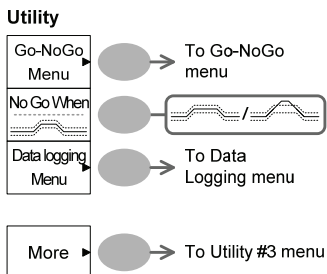 Utility
Go-NoGo
Menu
To Go-NoGo
menu
No Go When
/
Data logging
Menu
To Data
Logging menu
More
To Utility #3 menu